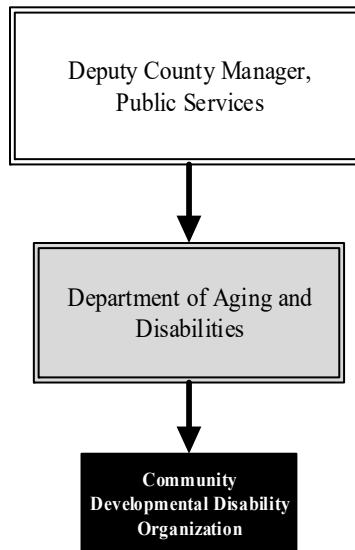 Deputy County Manager,
Public Services
Department of Aging and
Disabilities
Community
Developmental Disability
Organization